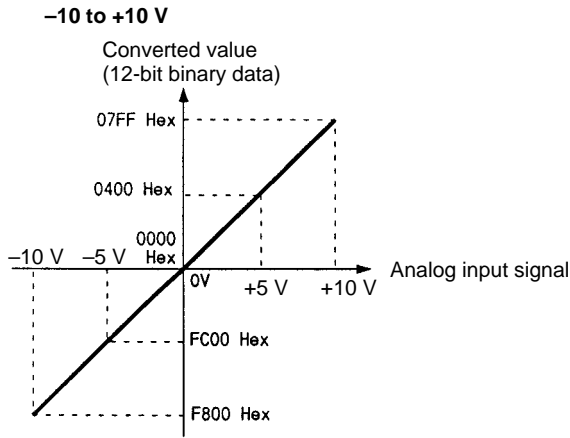 –10 to +10 V
Converted value
(12-bit binary data)
07FF Hex
0400 Hex
0000
Hex
–10 V
–5 V
0V
+5 V
+10 V
Analog input signal
FC00 Hex
F800 Hex